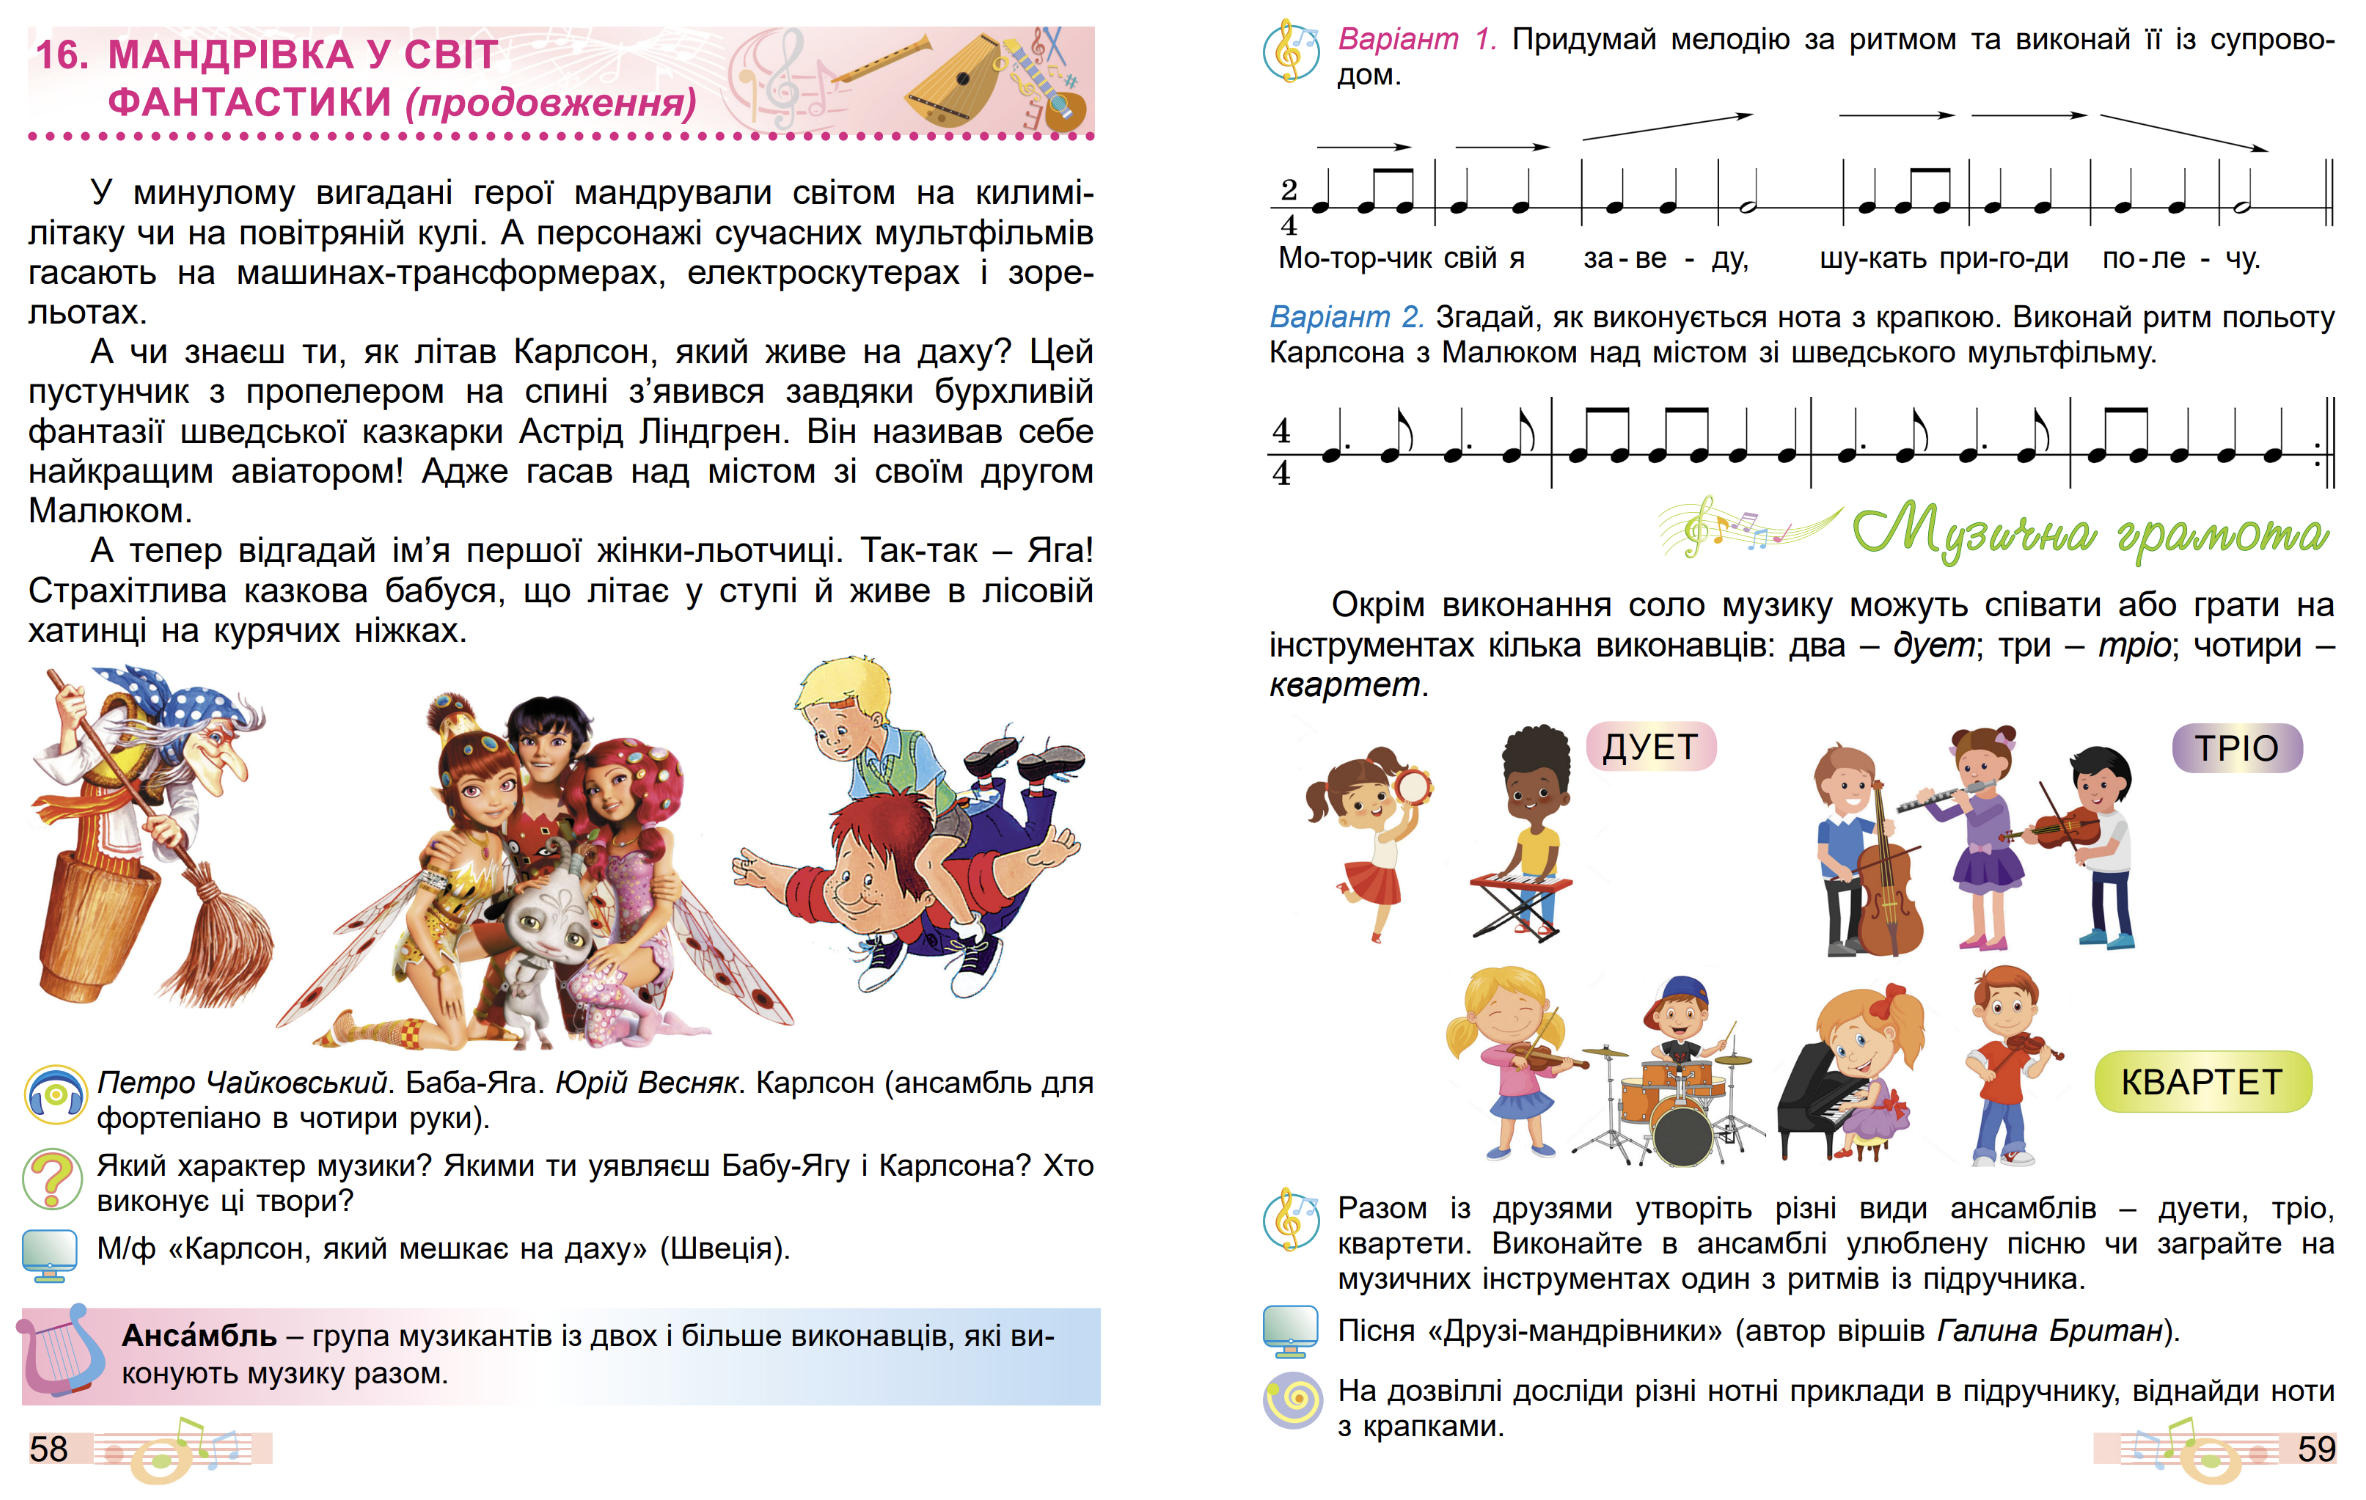 16. МАНДРІВКА У СВІТ
ФАНТАСТИКИ (продовження)
У минулому вигадані герої мандрували світом на килимі-
літаку чи на повітряній кулі. А персонажі сучасних мультфільмів
гасають на машинах-трансформерах, електроскутерах і зоре-
льотах.
А чи знаєш ти, як літав Карлсон, який живе на даху? Цей
пустунчик з пропелером на спині з’явився завдяки бурхливій
фантазії шведської казкарки Астрід Ліндгрен. Він називав себе
найкращим авіатором! Адже гасав над містом зі своїм другом
Малюком.
А тепер відгадай ім’я першої жінки-льотчиці. Так-так – Яга!
Страхітлива казкова бабуся, що літає у ступі й живе в лісовій
хатинці на курячих ніжках.
Петро Чайковський. Баба-Яга. Юрій Весняк. Карлсон (ансамбль для
фортепіано в чотири руки).
Який характер музики? Якими ти уявляєш Бабу-Ягу і Карлсона? Хто
виконує ці твори?
М/ф «Карлсон, який мешкає на даху» (Швеція).
Анса́мбль – група музикантів із двох і більше виконавців, які ви-
конують музику разом.
58
Варіант 1. Придумай мелодію за ритмом та виконай її із супрово-
дом.
2
4
Мо-тор-чик свій я за-ве - ду, шу-кать при-го-ди по-ле - чу.
Варіант 2. Згадай, як виконується нота з крапкою. Виконай ритм польоту
Карлсона з Малюком над містом зі шведського мультфільму.
4
4
Музична грамота
Окрім виконання соло музику можуть співати або грати на
інструментах кілька виконавців: два – дует; три – тріо; чотири –
квартет.
ДУЕТ
ТРІО
КВАРТЕТ
Разом із друзями утворіть різні види ансамблів – дуети, тріо,
квартети. Виконайте в ансамблі улюблену пісню чи заграйте на
музичних інструментах один з ритмів із підручника.
Пісня «Друзі-мандрівники» (автор віршів Галина Британ).
На дозвіллі досліди різні нотні приклади в підручнику, віднайди ноти
з крапками.
59